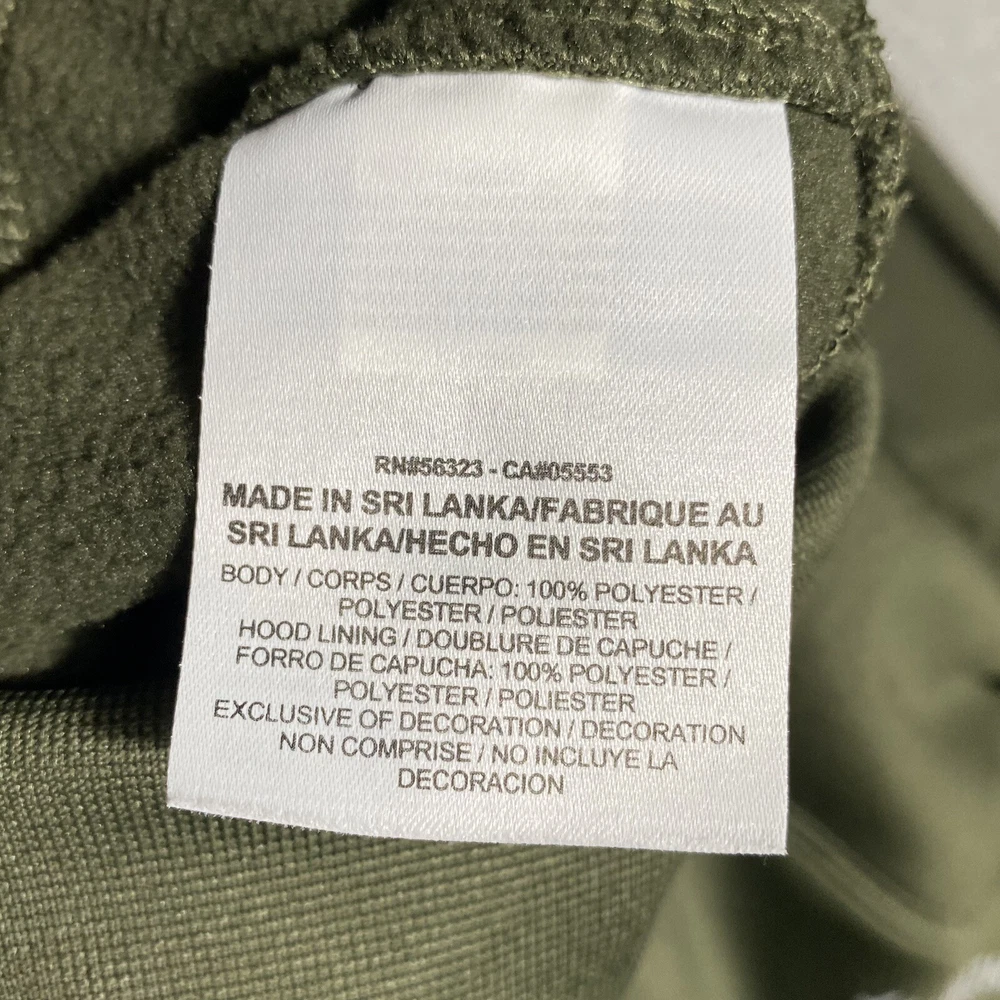 RN#56323 - CA#05553
MADE IN SRI LANKA/FABRIQUE AU
SRI LANKA/HECHO EN SRI LANKA
BODY / CORPS / CUERPO: 100% POLYESTER /
POLYESTER / POLIESTER
HOOD LINING / DOUBLURE DE CAPUCHE /
FORRO DE CAPUCHA: 100% POLYESTER /
POLYESTER / POLIESTER
EXCLUSIVE OF DECORATION / DECORATION
NON COMPRISE / NO INCLUYE LA
DECORACION